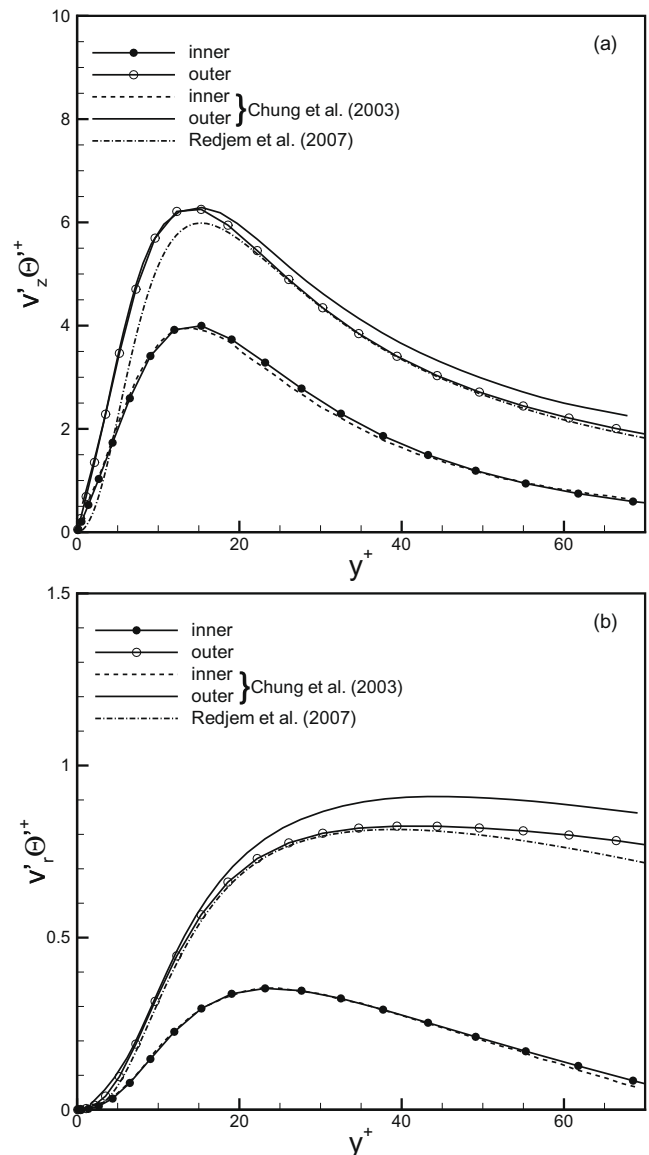 10
8
6
4
2
0
v'zΘ'+
(a)
inner
outer
inner
outer
} Chung et al. (2003)
Redjem et al. (2007)
0 20 40 60
y+
1.5
1
0.5
0
v'rΘ'+
(b)
inner
outer
inner
outer
} Chung et al. (2003)
Redjem et al. (2007)
0 20 40 60
y+